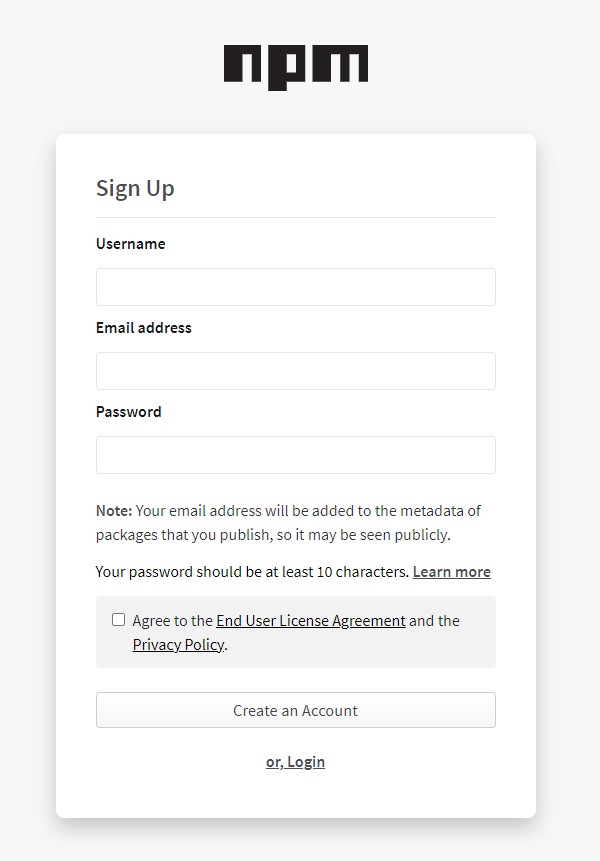 npm
Sign Up
Username
Email address
Password
Note: Your email address will be added to the metadata of
packages that you publish, so it may be seen publicly.
Your password should be at least 10 characters. Learn more
Agree to the End User License Agreement and the
Privacy Policy.
Create an Account
or, Login